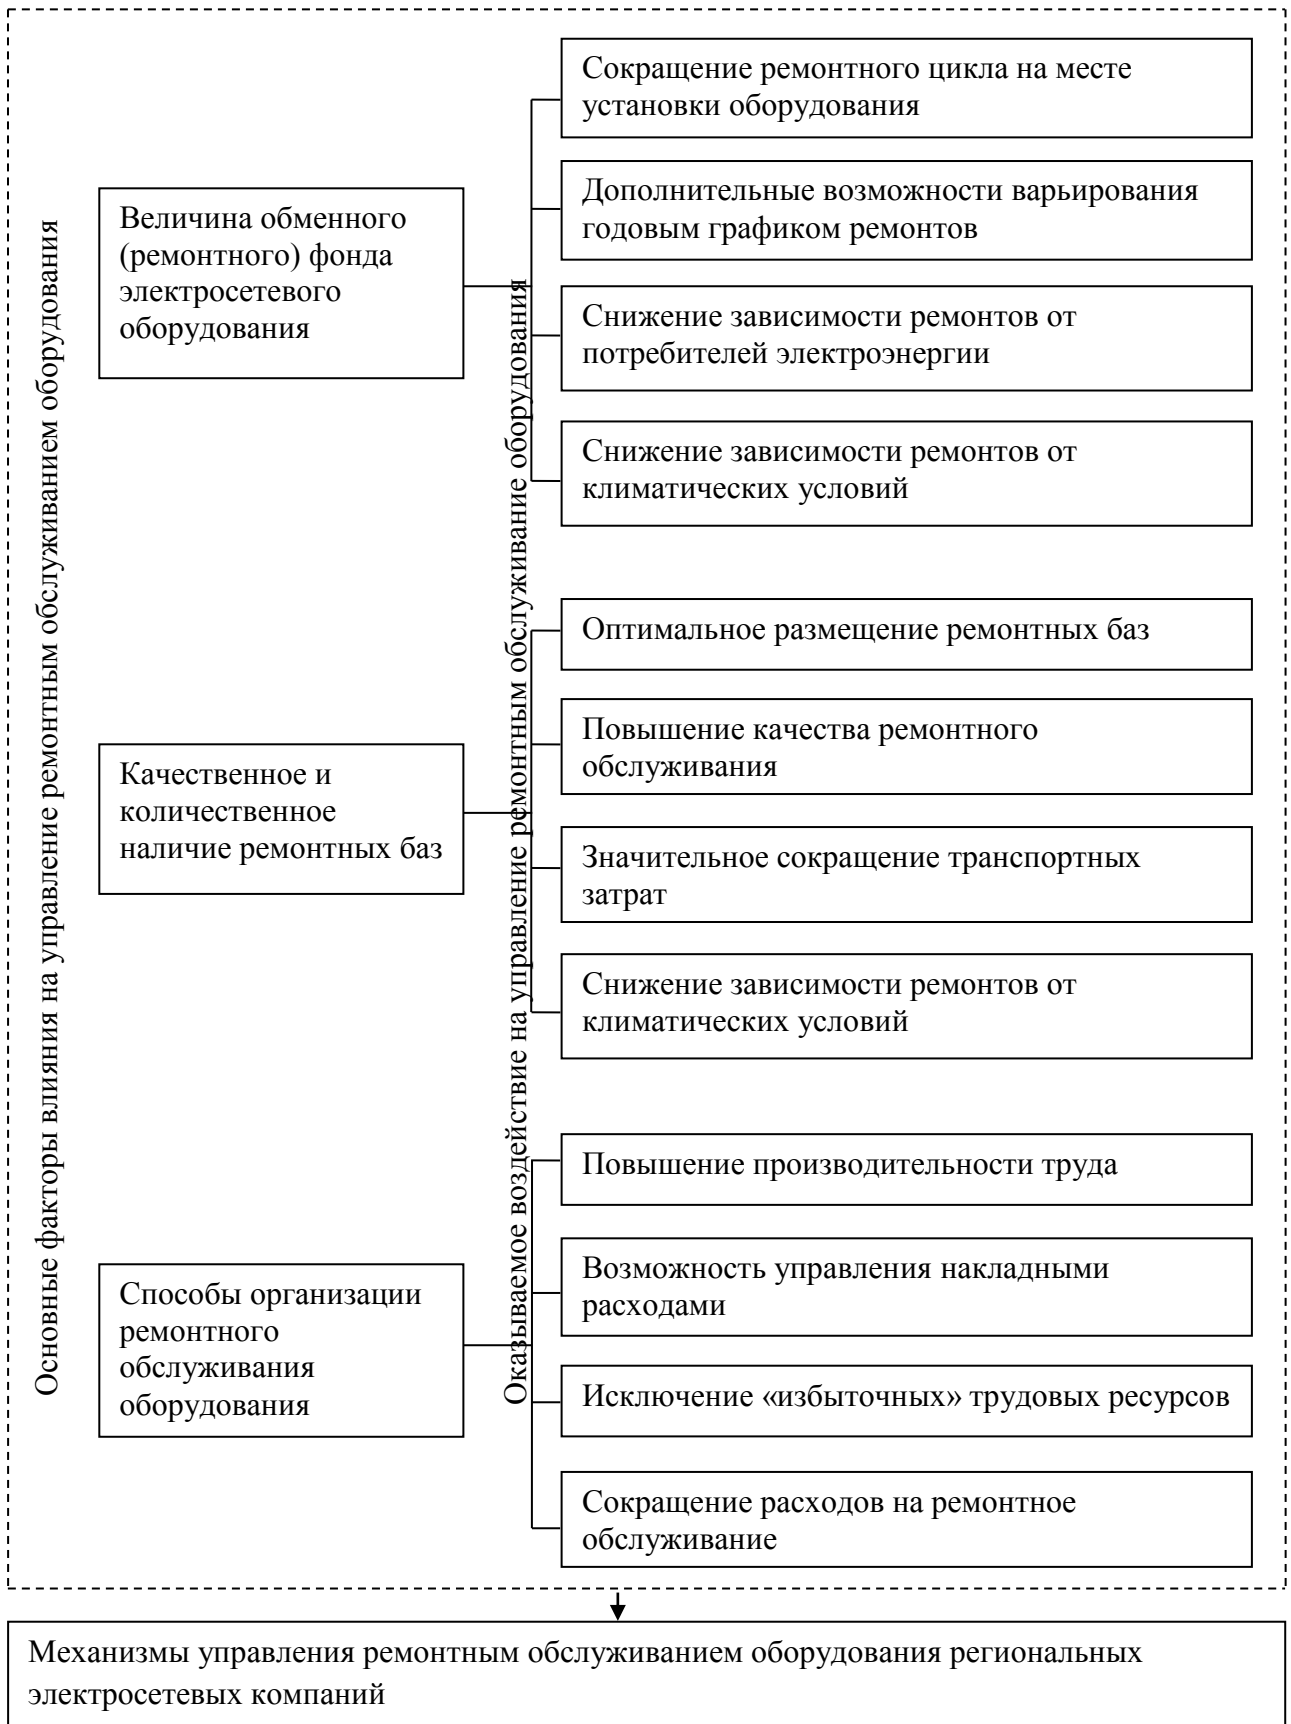 Основные факторы влияния на управление ремонтным обслуживанием оборудования
Величина обменного
(ремонтного) фонда
электросетевого
оборудования
Оказываемое воздействие на управление ремонтным обслуживание оборудования
Сокращение ремонтного цикла на месте
установки оборудования
Дополнительные возможности варьирования
годовым графиком ремонтов
Снижение зависимости ремонтов от
потребителей электроэнергии
Снижение зависимости ремонтов от
климатических условий
Качественное и
количественное
наличие ремонтных баз
Оптимальное размещение ремонтных баз
Повышение качества ремонтного
обслуживания
Значительное сокращение транспортных
затрат
Снижение зависимости ремонтов от
климатических условий
Способы организации
ремонтного
обслуживания
оборудования
Повышение производительности труда
Возможность управления накладными
расходами
Исключение «избыточных» трудовых ресурсов
Сокращение расходов на ремонтное
обслуживание
Механизмы управления ремонтным обслуживанием оборудования региональных
электросетевых компаний